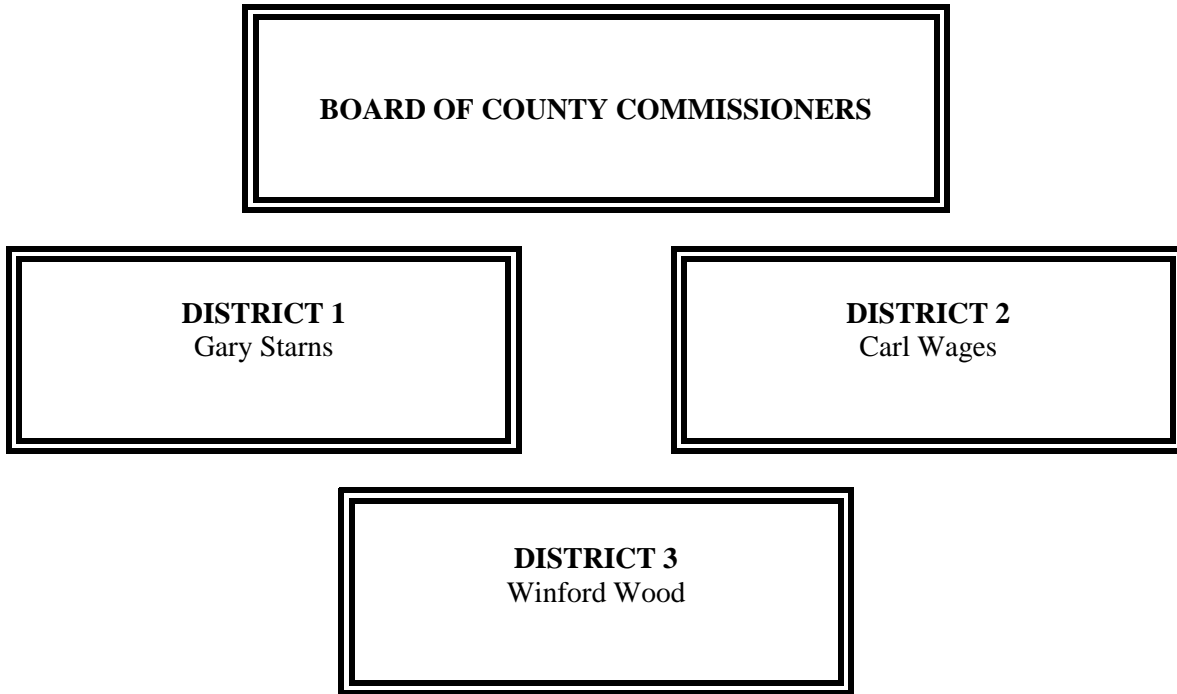 BOARD OF COUNTY COMMISSIONERS
DISTRICT 1
Gary Starns
DISTRICT 2
Carl Wages
DISTRICT 3
Winford Wood